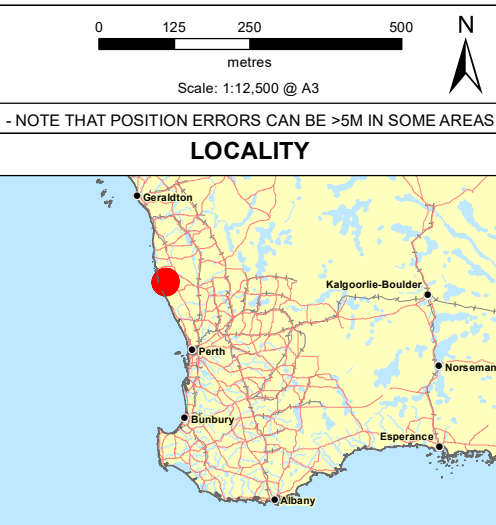 0 125 250 500
N
metres
Scale: 1:12,500 @ A3
- NOTE THAT POSITION ERRORS CAN BE >5M IN SOME AREAS
LOCALITY
Geraldton
Kalgoorlie-Boulder
Perth
Norseman
Bunbury
Esperance
Albany